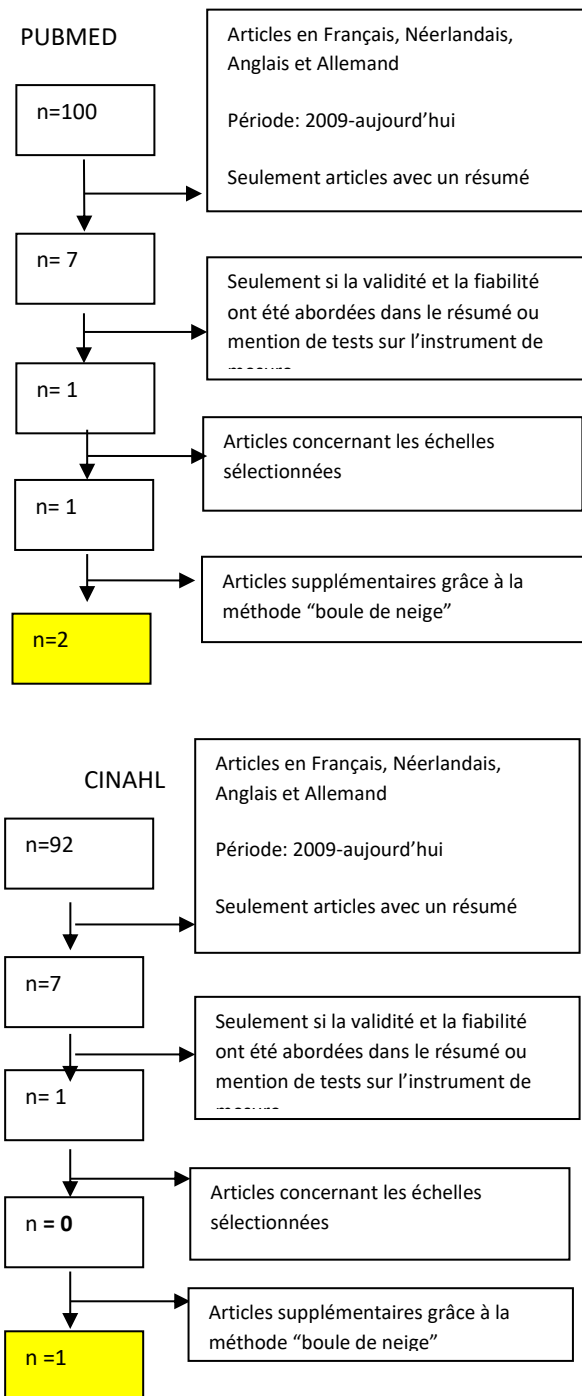 PUBMED
Articles en Français, Néerlandais,
Anglais et Allemand
Période: 2009-aujourd’hui
Seulement articles avec un résumé
n=100
n= 7
Seulement si la validité et la fiabilité
ont été abordées dans le résumé ou
mention de tests sur l’instrument de
n= 1
Articles concernant les échelles
sélectionnées
n= 1
Articles supplémentaires grâce à la
méthode “boule de neige”
n=2
CINAHL
Articles en Français, Néerlandais,
Anglais et Allemand
Période: 2009-aujourd’hui
Seulement articles avec un résumé
n=92
n=7
Seulement si la validité et la fiabilité
ont été abordées dans le résumé ou
mention de tests sur l’instrument de
n= 1
Articles concernant les échelles
sélectionnées
n = 0
Articles supplémentaires grâce à la
méthode “boule de neige”
n =1